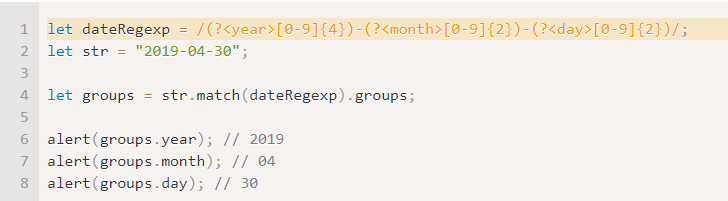 1 let dateRegexp = /(?<year>[0-9]{4})-(?<month>[0-9]{2})-(?<day>[0-9]{2})/;
2 let str = "2019-04-30";
3
4 let groups = str.match(dateRegexp).groups;
5
6 alert(groups.year); // 2019
7 alert(groups.month); // 04
8 alert(groups.day); // 30